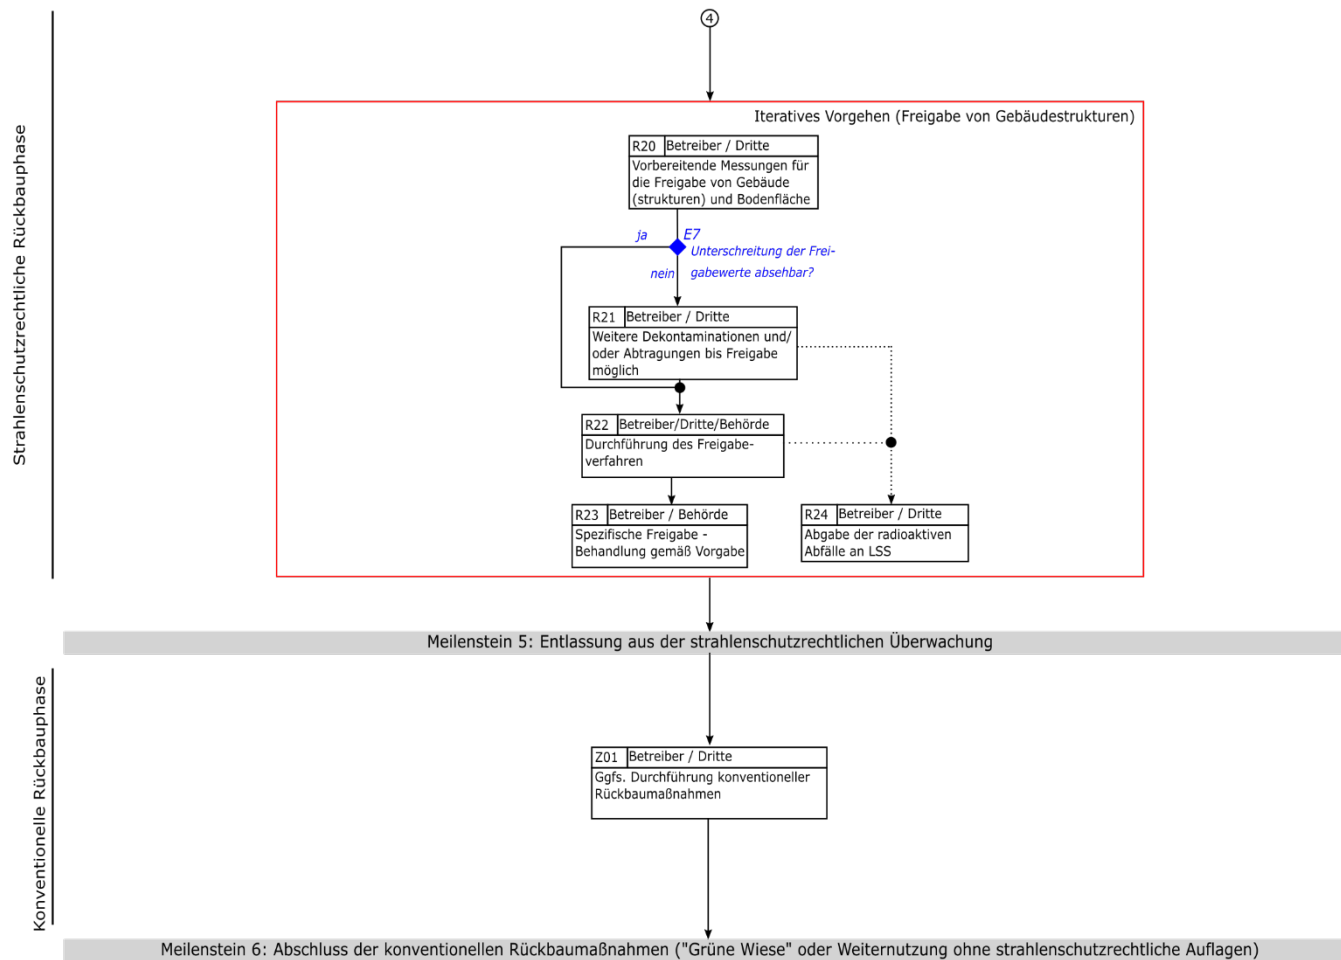 4
Strahlenschutzrechtliche Rückbauphase
Iteratives Vorgehen (Freigabe von Gebäudestrukturen)
R20 Betreiber / Dritte
Vorbereitende Messungen für
die Freigabe von Gebäude
(strukturen) und Bodenfläche
ja E7
Unterschreitung der Frei-
nein gabewerte absehbar?
R21 Betreiber / Dritte
Weitere Dekontaminationen und/
oder Abtragungen bis Freigabe
möglich
R22 Betreiber/Dritte/Behörde
Durchführung des Freigabe-
verfahren
R23 Betreiber / Behörde
Spezifische Freigabe -
Behandlung gemäß Vorgabe
R24 Betreiber / Dritte
Abgabe der radioaktiven
Abfälle an LSS
Meilenstein 5: Entlassung aus der strahlenschutzrechtlichen Überwachung
Konventionelle Rückbauphase
Z01 Betreiber / Dritte
Ggfs. Durchführung konventioneller
Rückbaumaßnahmen
Meilenstein 6: Abschluss der konventionellen Rückbaumaßnahmen ("Grüne Wiese" oder Weiternutzung ohne strahlenschutzrechtliche Auflagen)